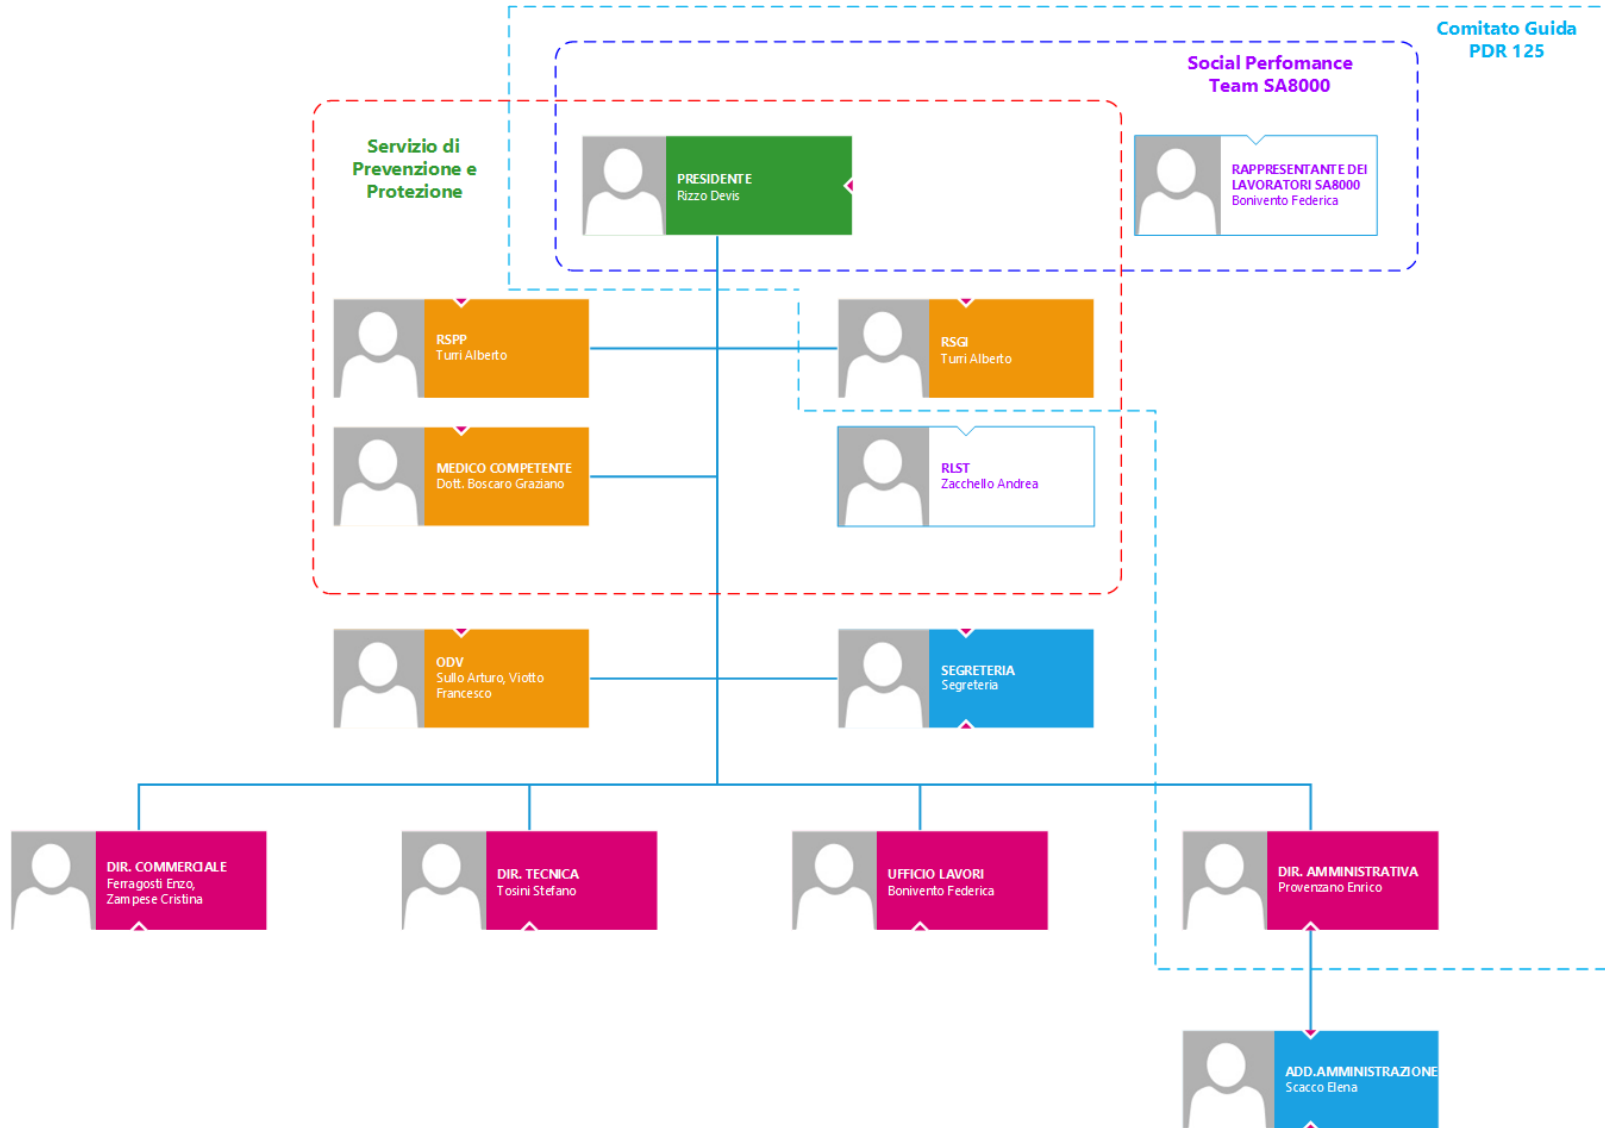 Comitato Guida
PDR 125
Social Perfomance
Team SA8000
Servizio di
Prevenzione e
Protezione
PRESIDENTE
Rizzo Devis
RAPPRESENTANTE DEI
LAVORATORI SA8000
Bonivento Federica
RSPP
Turri Alberto
RSGI
Turri Alberto
MEDICO COMPETENTE
Dott. Boscaro Graziano
RLST
Zacchello Andrea
ODV
Sullo Arturo, Viotto
Francesco
SEGRETERIA
Segreteria
DIR. COMMERCIALE
Ferragosti Enzo,
Zampese Cristina
DIR. TECNICA
Tosini Stefano
UFFICIO LAVORI
Bonivento Federica
DIR. AMMINISTRATIVA
Provenzano Enrico
ADD.AMMINISTRAZIONE
Scacco Elena